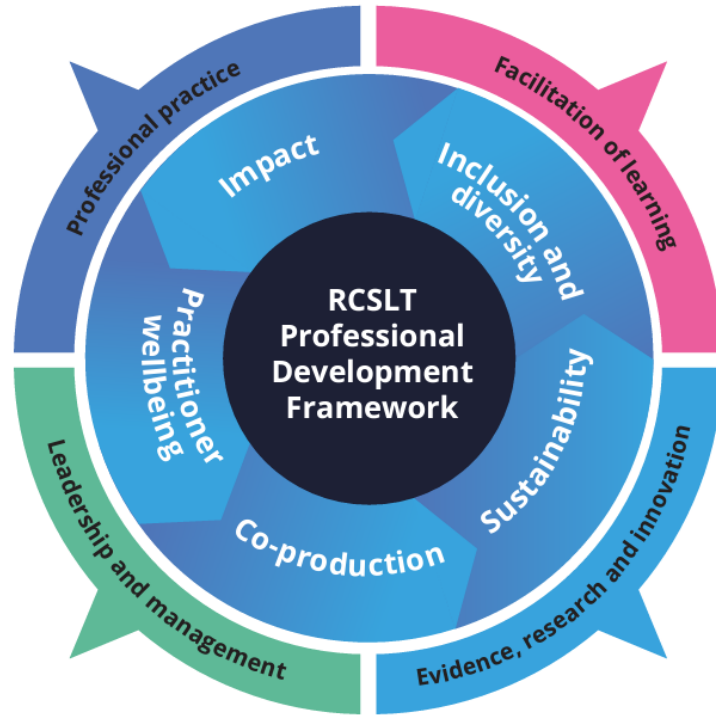 Professional practice
Facilitation of learning
Impact
Inclusion and
diversity
RCSLT
Professional
Development
Framework
Practitioner
wellbeing
Sustainability
Co-production
Leadership and management
Evidence, research and innovation